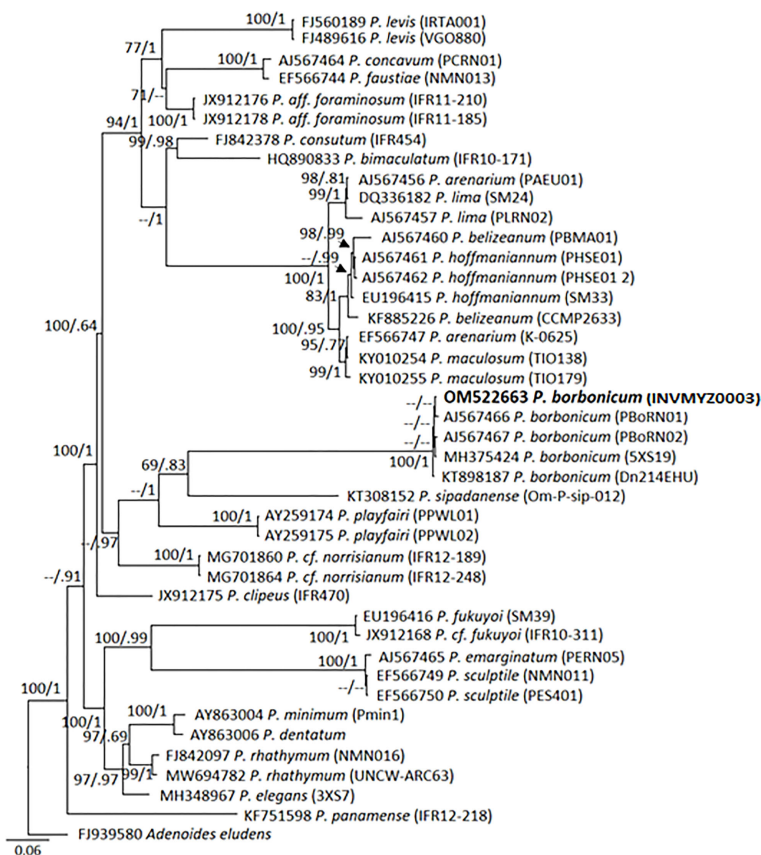 100/1
FJ560189 P. levis (IRTA001)
FJ489616 P. levis (VGO880)
77/1
100/1
AJ567464 P. concavum (PCRN01)
EF566744 P. faustiae (NMN013)
71/--
JX912176 P. aff. foraminosum (IFR11-210)
94/1
100/1
JX912178 P. aff. foraminosum (IFR11-185)
99/.98
FJ842378 P. consutum (IFR454)
HQ890833 P. bimaculatum (IFR10-171)
98/.81
AJ567456 P. arenarium (PAEU01)
99/1
DQ336182 P. lima (SM24)
--/1
AJ567457 P. lima (PLRN02)
98/.99
AJ567460 P. belizeanum (PBMA01)
--/.99
AJ567461 P. hoffmaniannum (PHSE01)
100/1
AJ567462 P. hoffmaniannum (PHSE01 2)
83/1
EU196415 P. hoffmaniannum (SM33)
KF885226 P. belizeanum (CCMP2633)
100/.64
100/.95
EF566747 P. arenarium (K-0625)
95/.77
KY010254 P. maculosum (TIO138)
99/1
KY010255 P. maculosum (TIO179)
--/--
OM522663 P. borbonicum (INVMYZ0003)
--/--
AJ567466 P. borbonicum (PBoRN01)
--/--
AJ567467 P. borbonicum (PBoRN02)
100/1
MH375424 P. borbonicum (5XS19)
100/1
69/.83
KT898187 P. borbonicum (Dn214EHU)
--/1
KT308152 P. sipadanense (Om-P-sip-012)
100/1
AY259174 P. playfairi (PPWL01)
AY259175 P. playfairi (PPWL02)
--/.97
100/1
MG701860 P. cf. norrisianum (IFR12-189)
--/.91
MG701864 P. cf. norrisianum (IFR12-248)
JX912175 P. clipeus (IFR470)
EU196416 P. fukuyoi (SM39)
100/.99
100/1
JX912168 P. cf. fukuyoi (IFR10-311)
100/1
AJ567465 P. emarginatum (PERN05)
EF566749 P. sculptile (NMN011)
100/1
--/--
EF566750 P. sculptile (PES401)
100/1
100/1
AY863004 P. minimum (Pmin1)
97/.69
AY863006 P. dentatum
FJ842097 P. rhathymum (NMN016)
97/.97
99/1
MW694782 P. rhathymum (UNCW-ARC63)
MH348967 P. elegans (3XS7)
KF751598 P. panamense (IFR12-218)
FJ939580 Adenoides eludens
0.06